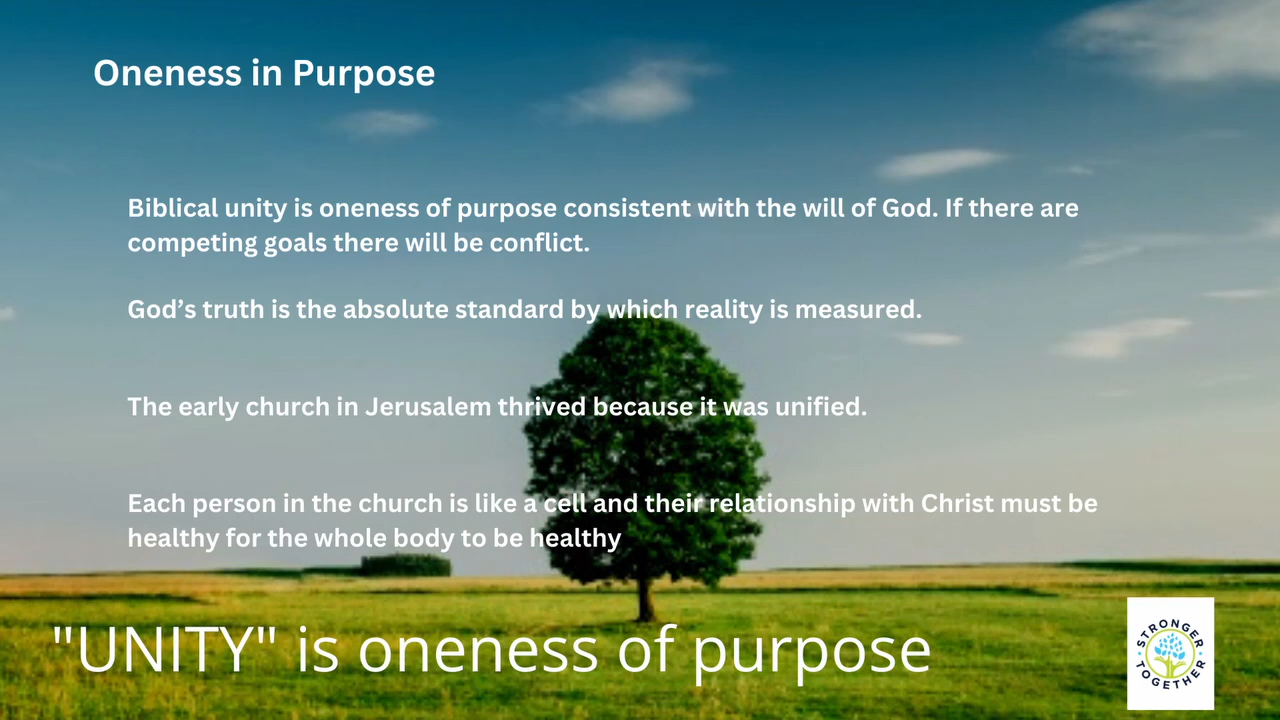 Oneness in Purpose
Biblical unity is oneness of purpose consistent with the will of God. If there are
competing goals there will be conflict.
God’s truth is the absolute standard by which reality is measured.
The early church in Jerusalem thrived because it was unified.
Each person in the church is like a cell and their relationship with Christ must be
healthy for the whole body to be healthy
"UNITY" is oneness of purpose
STRONGER
TOGETHER